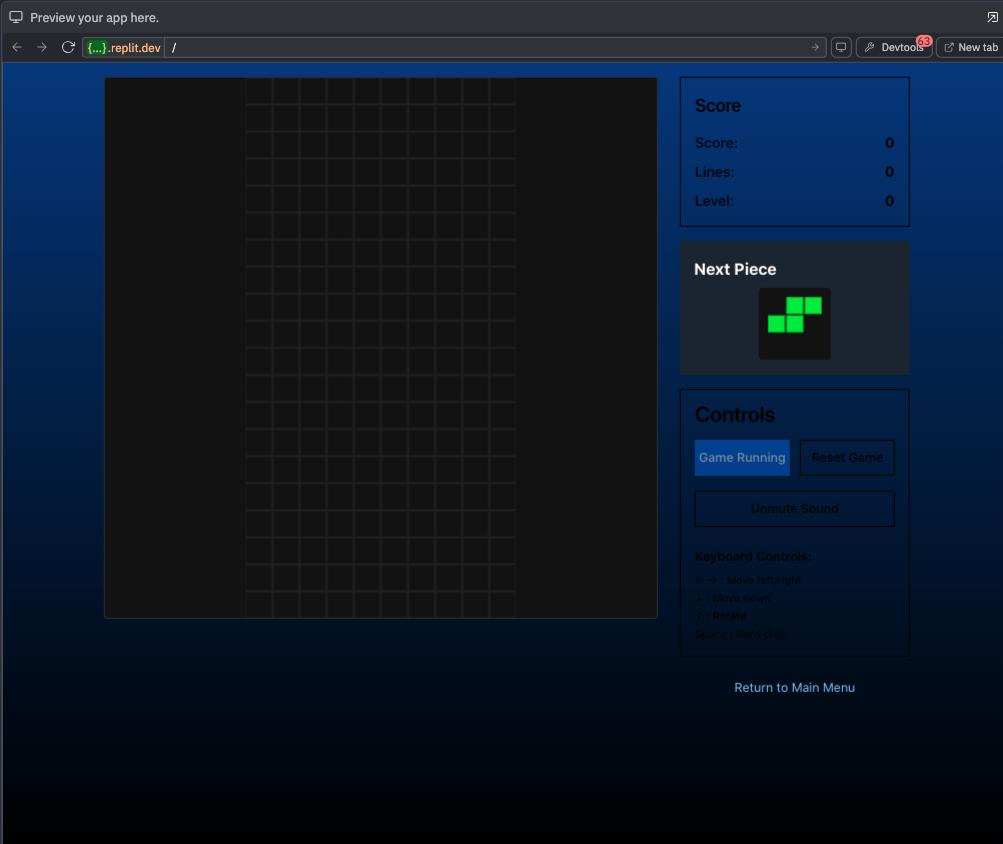 Preview your app here.
{...}.replit.dev /
63
Devtools
New tab
Score
Score: 0
Lines: 0
Level: 0
Next Piece
Controls
Game Running
Reset Game
Unmute Sound
Keyboard Controls:
← → : Move left/right
↓ : Move down
↑ : Rotate
Space : Hard drop
Return to Main Menu